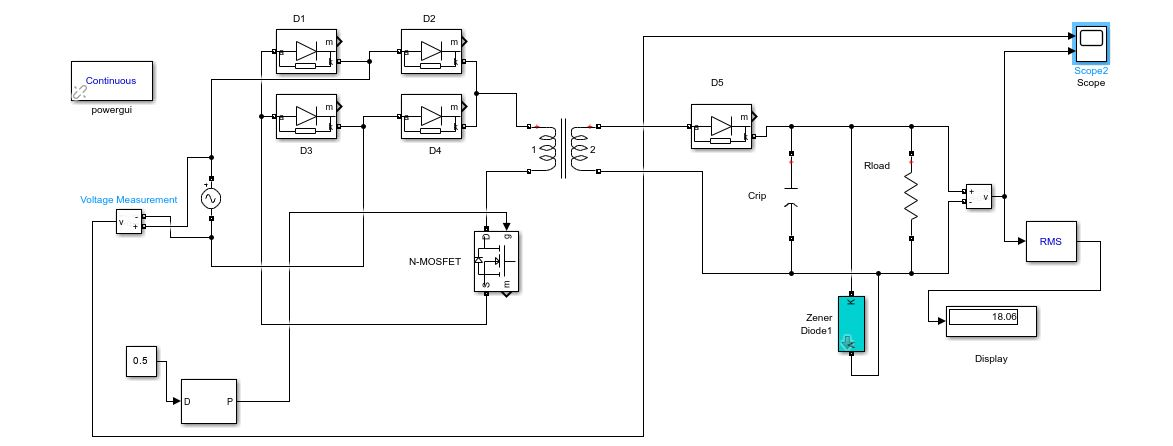 D1
D2
m
a
k
m
a
k
Scope2
Scope
Continuous
powergui
D5
m
a
k
m
a
k
m
a
k
D3
D4
+
+
1
2
+
+
Rload
Crip
Voltage Measurement
+
v
-
+
+
-
v
D
g
N-MOSFET
S
m
RMS
K
Zener
Diode1
A
18.06
Display
0.5
D
P